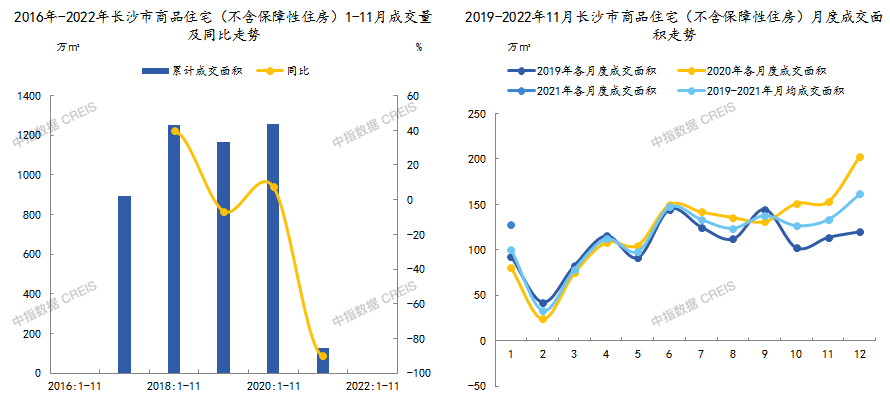 2016年-2022年长沙市商品住宅（不含保障性住房）1-11月成交量
及同比走势
万㎡
%
累计成交面积
同比
1400
1200
1000
800
600
400
200
0
60
40
20
0
-20
-40
-60
-80
-100
2016:1-11
2018:1-11
2020:1-11
2022:1-11
中指数据 CREIS
中指数据 CREIS
中指数据 CREIS
中指数据 CREIS
2019-2022年11月长沙市商品住宅（不含保障性住房）月度成交面
积走势
万㎡
2019年各月度成交面积
2020年各月度成交面积
2021年各月度成交面积
2019-2021年月均成交面积
250
200
150
100
50
0
-50
1 2 3 4 5 6 7 8 9 10 11 12
中指数据 CREIS
中指数据 CREIS